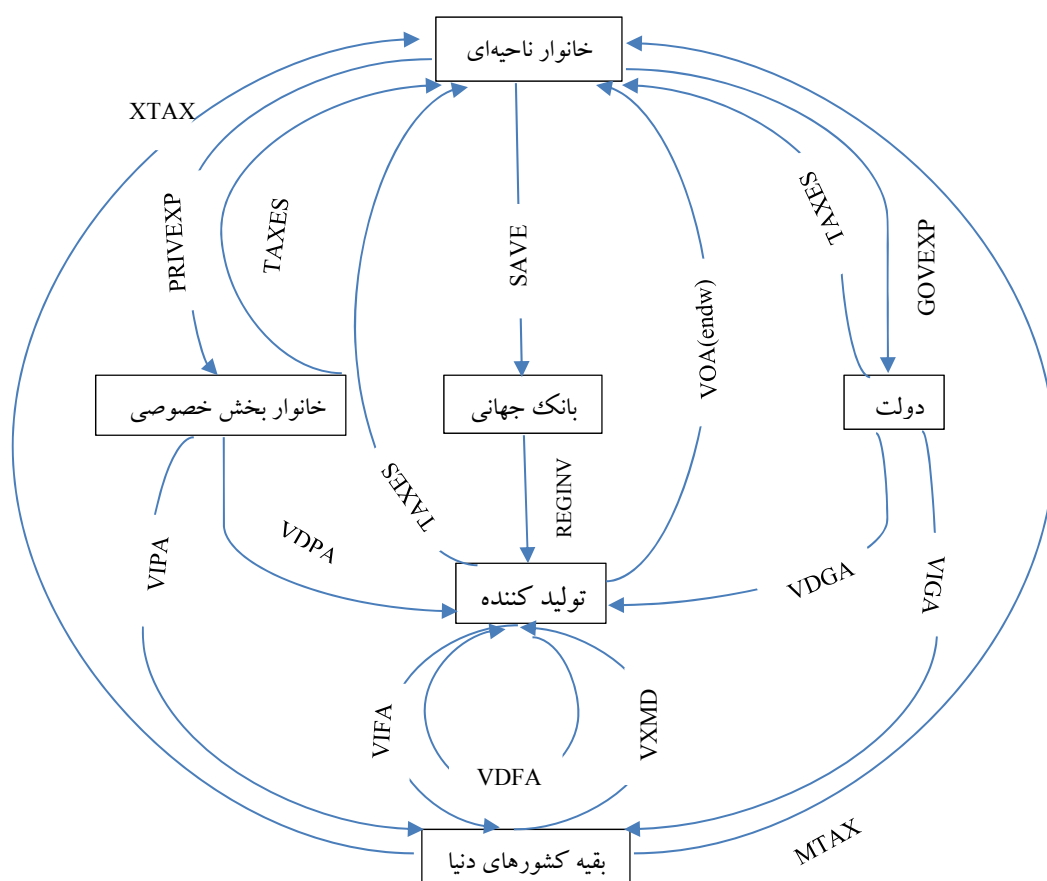 خانوار ناحیه‌ای
XTAX
PRIVEXP
TAXES
SAVE
VOA(endw)
TAXES
GOVEXP
خانوار بخش خصوصی
بانک جهانی
دولت
TAXES
REGINV
VIPA
VDPA
تولید کننده
VDGA
VIGA
VIFA
VDFA
VXMD
MTAX
بقیه کشورهای دنیا